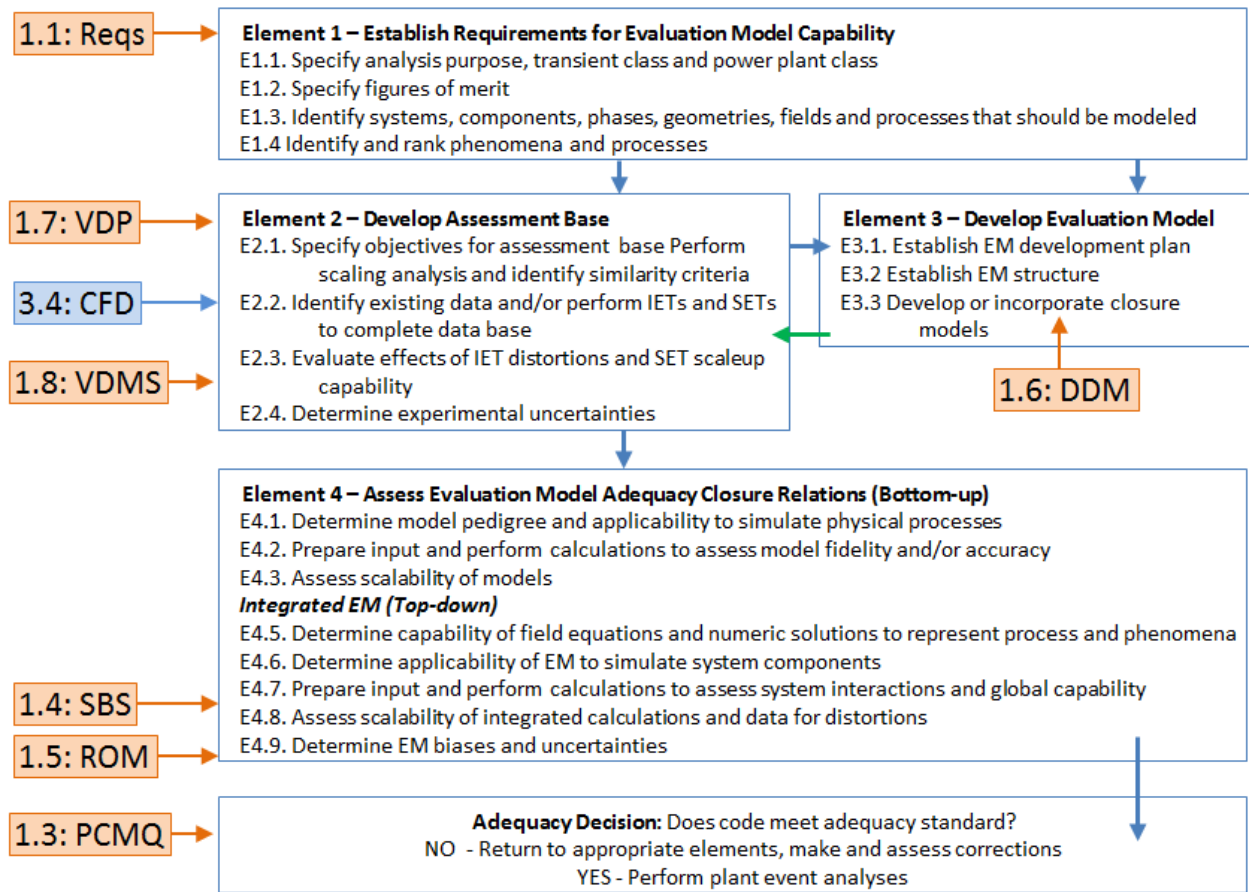 1.1: Reqs
Element 1 – Establish Requirements for Evaluation Model Capability
E1.1. Specify analysis purpose, transient class and power plant class
E1.2. Specify figures of merit
E1.3. Identify systems, components, phases, geometries, fields and processes that should be modeled
E1.4 Identify and rank phenomena and processes
1.7: VDP
3.4: CFD
1.8: VDMS
Element 2 – Develop Assessment Base
E2.1. Specify objectives for assessment base Perform
scaling analysis and identify similarity criteria
E2.2. Identify existing data and/or perform IETs and SETs
to complete data base
E2.3. Evaluate effects of IET distortions and SET scaleup
capability
E2.4. Determine experimental uncertainties
Element 3 – Develop Evaluation Model
E3.1. Establish EM development plan
E3.2 Establish EM structure
E3.3 Develop or incorporate closure
models
1.6: DDM
Element 4 – Assess Evaluation Model Adequacy Closure Relations (Bottom-up)
E4.1. Determine model pedigree and applicability to simulate physical processes
E4.2. Prepare input and perform calculations to assess model fidelity and/or accuracy
E4.3. Assess scalability of models
Integrated EM (Top-down)
E4.5. Determine capability of field equations and numeric solutions to represent process and phenomena
E4.6. Determine applicability of EM to simulate system components
E4.7. Prepare input and perform calculations to assess system interactions and global capability
E4.8. Assess scalability of integrated calculations and data for distortions
E4.9. Determine EM biases and uncertainties
1.4: SBS
1.5: ROM
1.3: PCMQ
Adequacy Decision: Does code meet adequacy standard?
NO - Return to appropriate elements, make and assess corrections
YES - Perform plant event analyses